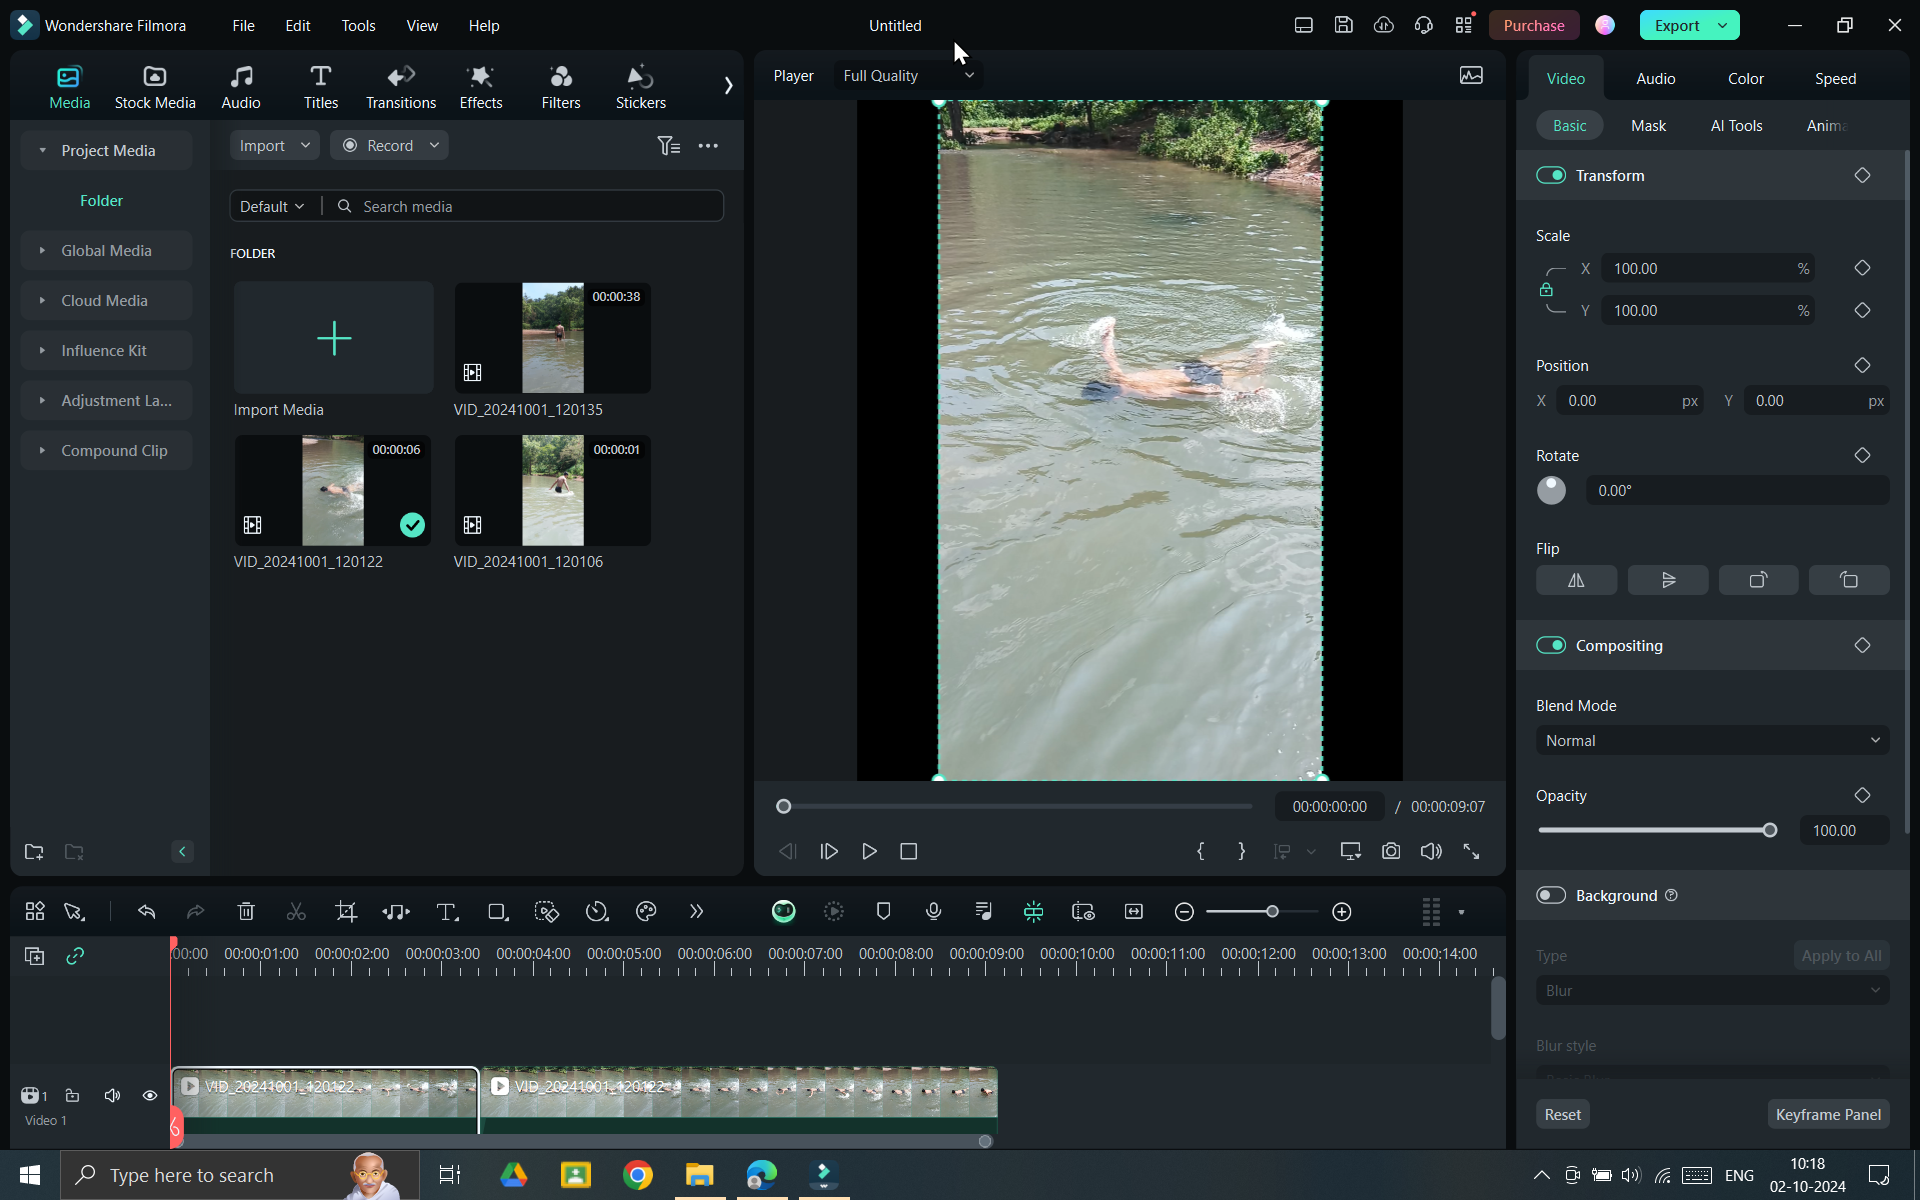 Wondershare Filmora File Edit Tools View Help Untitled Purchase Export
Media Stock Media Audio Titles Transitions Effects Filters Stickers
Player Full Quality
Video Audio Color Speed
Basic Mask AI Tools Anima
Project Media
Folder
Global Media
Cloud Media
Influence Kit
Adjustment La...
Compound Clip
Import Record
Default Search media
FOLDER
00:00:38
Import Media VID_20241001_120135
00:00:06 00:00:01
VID_20241001_120122 VID_20241001_120106
00:00:00:00 / 00:00:09:07
Transform
Scale
X 100.00 %
Y 100.00 %
Position
X 0.00 px Y 0.00 px
Rotate
0.00°
Flip
Compositing
Blend Mode
Normal
Opacity
100.00
Background
Type Apply to All
Blur
Blur style
Reset Keyframe Panel
:00:00 00:00:01:00 00:00:02:00 00:00:03:00 00:00:04:00 00:00:05:00 00:00:06:00 00:00:07:00 00:00:08:00 00:00:09:00 00:00:10:00 00:00:11:00 00:00:12:00 00:00:13:00 00:00:14:00
VID_20241001_120122 VID_20241001_120122
1
Video 1
Type here to search
ENG
10:18
02-10-2024